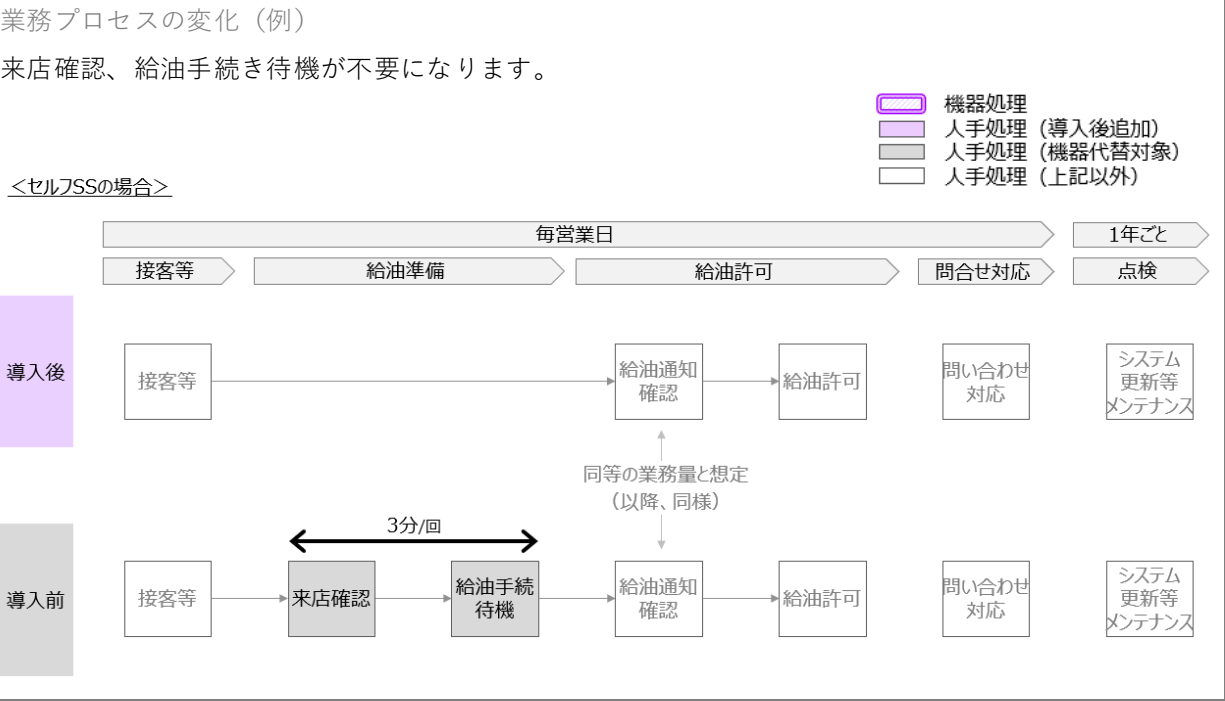 業務プロセスの変化（例）
来店確認、給油手続き待機が不要になります。
機器処理
人手処理（導入後追加）
人手処理（機器代替対象）
人手処理（上記以外）
＜セルフSSの場合＞
毎営業日
1年ごと
接客等
給油準備
給油許可
問合せ対応
点検
導入後
接客等
給油通知
確認
給油許可
問い合わせ
対応
システム
更新等
メンテナンス
同等の業務量と想定
（以降、同様）
3分/回
導入前
接客等
来店確認
給油手続
待機
給油通知
確認
給油許可
問い合わせ
対応
システム
更新等
メンテナンス